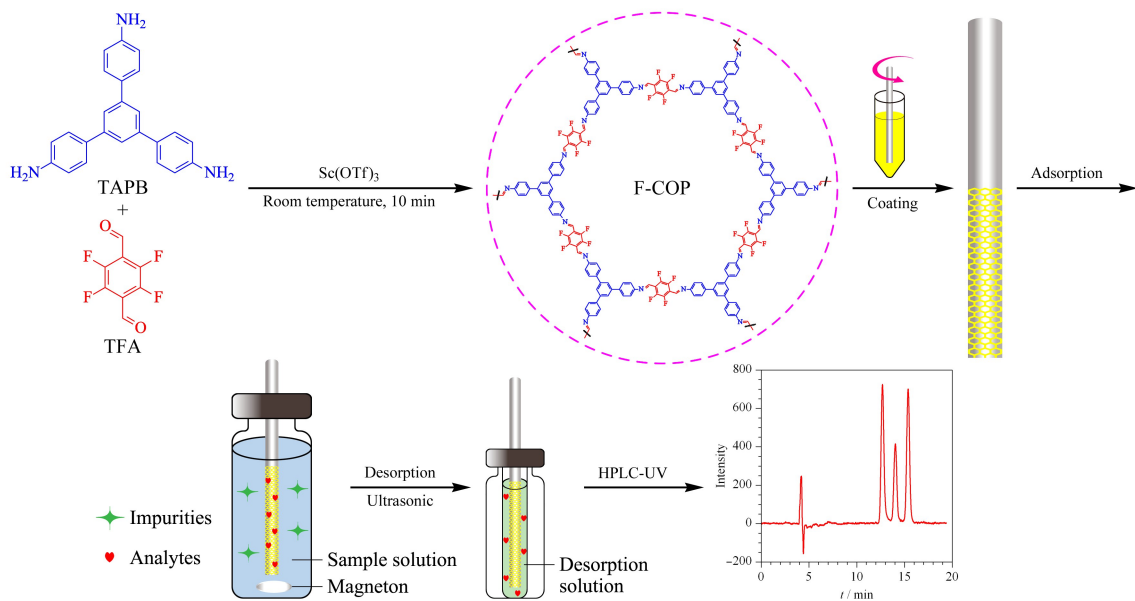 NH₂
H₂N
NH₂
TAPB
+
O
F
F
F
F
O
TFA
Sc(OTf)₃
Room temperature, 10 min
F-COP
Coating
Adsorption
Impurities
Analytes
Sample solution
Magneton
Desorption
Ultrasonic
Desorption
solution
HPLC-UV
Intensity
800
600
400
200
0
−200
0
5
10
15
20
t / min